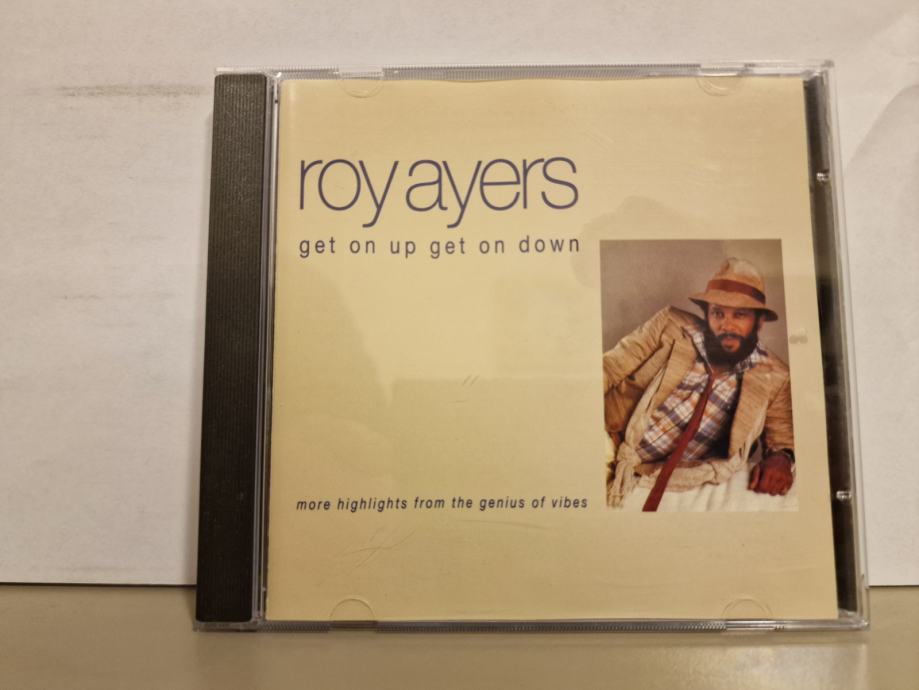 roy ayers
get on up get on down
more highlights from the genius of vibes